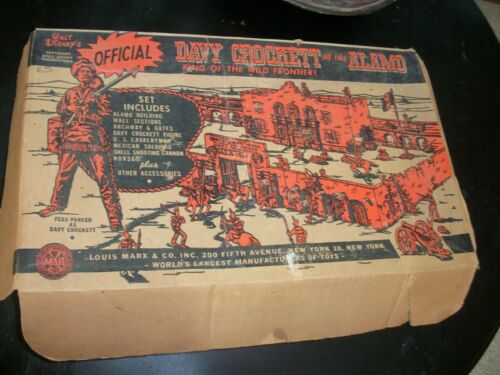 WALT
DISNEY'S
OFFICIAL
DAVY CROCKETT AT THE ALAMO
KING OF THE WILD FRONTIER!
SET
INCLUDES
ALAMO BUILDING
WALL SECTIONS
ARCHWAY & GATES
DAVY CROCKETT FIGURE
U. S. CAVALRYMEN
MEXICAN SOLDIERS
SHELL SHOOTING CANNON
HORSES
plus
OTHER ACCESSORIES
FESS PARKER
AS
DAVY CROCKETT
MAR
LOUIS MARX & CO. INC. 200 FIFTH AVENUE, NEW YORK 10, NEW YORK
- WORLD'S LARGEST MANUFACTURERS OF TOYS -